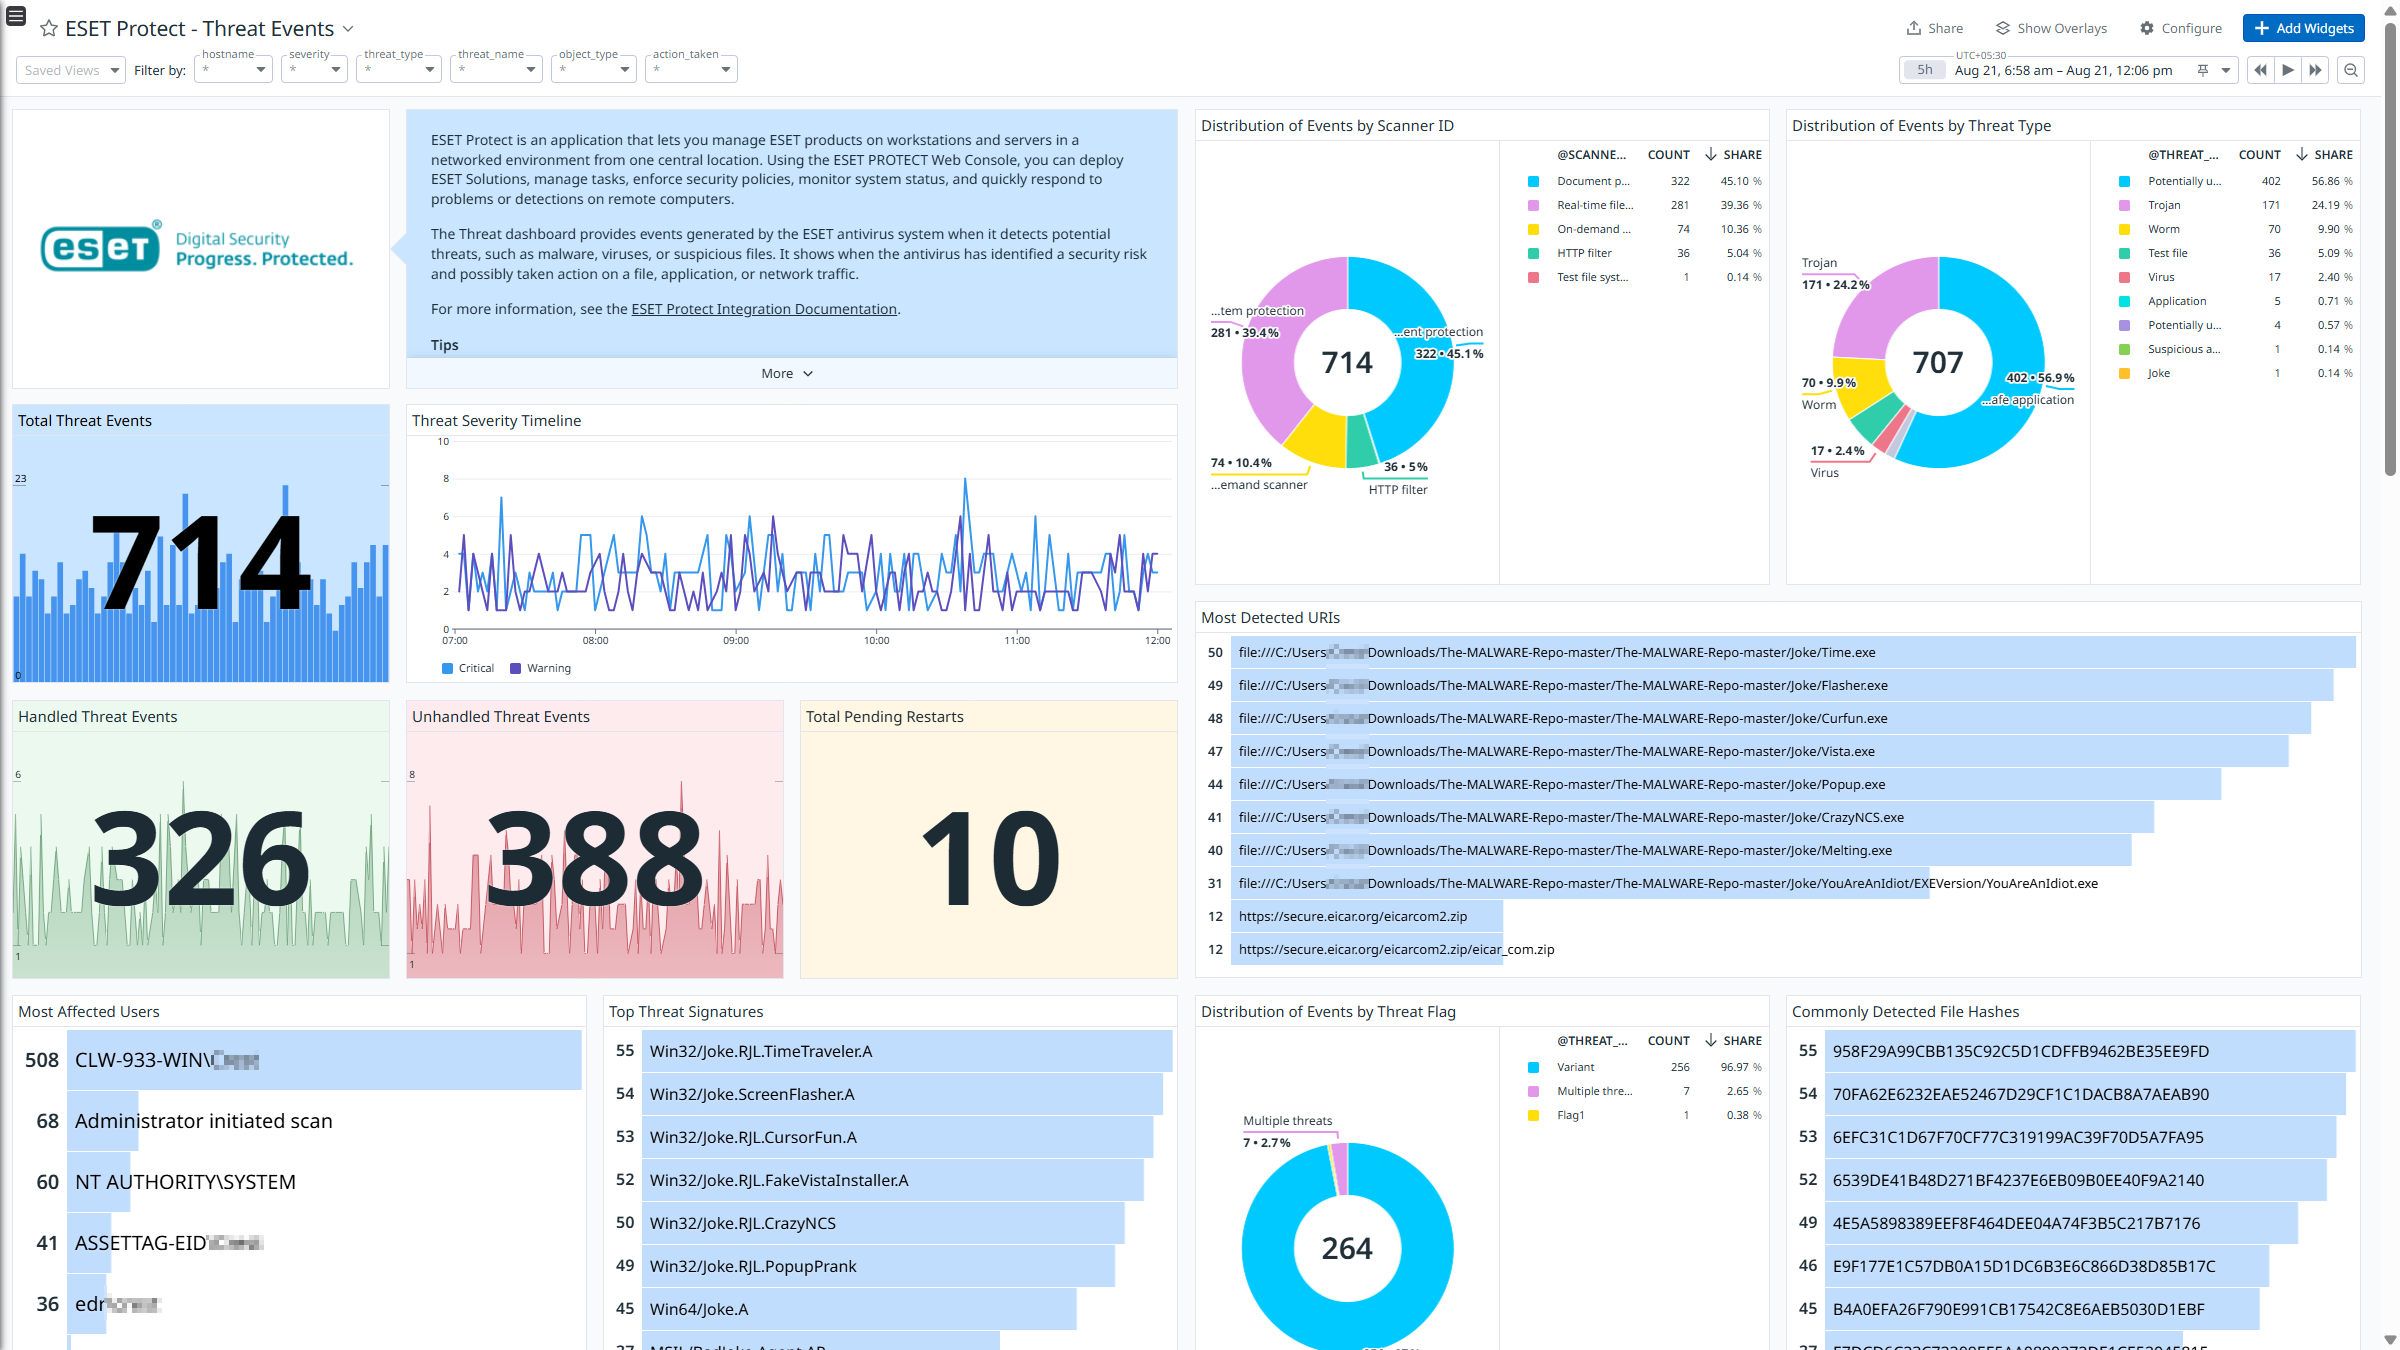 ESET Protect - Threat Events
Share
Show Overlays
Configure
Add Widgets
Saved Views
Filter by:
hostname
*
severity
*
threat_type
*
threat_name
*
object_type
*
action_taken
*
UTC+05:30
5h
Aug 21, 6:58 am – Aug 21, 12:06 pm
eseT®
Digital Security
Progress. Protected.
ESET Protect is an application that lets you manage ESET products on workstations and servers in a
networked environment from one central location. Using the ESET PROTECT Web Console, you can deploy
ESET Solutions, manage tasks, enforce security policies, monitor system status, and quickly respond to
problems or detections on remote computers.
The Threat dashboard provides events generated by the ESET antivirus system when it detects potential
threats, such as malware, viruses, or suspicious files. It shows when the antivirus has identified a security risk
and possibly taken action on a file, application, or network traffic.
For more information, see the ESET Protect Integration Documentation.
Tips
More
Distribution of Events by Scanner ID
@SCANNE... COUNT SHARE
Document p... 322 45.10 %
Real-time file... 281 39.36 %
On-demand ... 74 10.36 %
HTTP filter 36 5.04 %
Test file syst... 1 0.14 %
...tem protection
281 • 39.4%
...ent protection
322 • 45.1%
714
74 • 10.4%
...emand scanner
36 • 5%
HTTP filter
Distribution of Events by Threat Type
@THREAT_... COUNT SHARE
Potentially u... 402 56.86 %
Trojan 171 24.19 %
Worm 70 9.90 %
Test file 36 5.09 %
Virus 17 2.40 %
Application 5 0.71 %
Potentially u... 4 0.57 %
Suspicious a... 1 0.14 %
Joke 1 0.14 %
Trojan
171 • 24.2%
707
70 • 9.9%
Worm
402 • 56.9%
...afe application
17 • 2.4%
Virus
Total Threat Events
23
714
0
Threat Severity Timeline
10
8
6
4
2
0
07:00 08:00 09:00 10:00 11:00 12:00
Critical
Warning
Most Detected URIs
50 file:///C:/Users Downloads/The-MALWARE-Repo-master/The-MALWARE-Repo-master/Joke/Time.exe
49 file:///C:/Users Downloads/The-MALWARE-Repo-master/The-MALWARE-Repo-master/Joke/Flasher.exe
48 file:///C:/Users Downloads/The-MALWARE-Repo-master/The-MALWARE-Repo-master/Joke/Curfun.exe
47 file:///C:/Users Downloads/The-MALWARE-Repo-master/The-MALWARE-Repo-master/Joke/Vista.exe
44 file:///C:/Users Downloads/The-MALWARE-Repo-master/The-MALWARE-Repo-master/Joke/Popup.exe
41 file:///C:/Users Downloads/The-MALWARE-Repo-master/The-MALWARE-Repo-master/Joke/CrazyNCS.exe
40 file:///C:/Users Downloads/The-MALWARE-Repo-master/The-MALWARE-Repo-master/Joke/Melting.exe
31 file:///C:/Users Downloads/The-MALWARE-Repo-master/The-MALWARE-Repo-master/Joke/YouAreAnIdiot/EXEVersion/YouAreAnIdiot.exe
12 https://secure.eicar.org/eicarcom2.zip
12 https://secure.eicar.org/eicarcom2.zip/eicar_com.zip
Handled Threat Events
6
326
1
Unhandled Threat Events
8
388
1
Total Pending Restarts
10
Most Affected Users
508 CLW-933-WIN\
68 Administrator initiated scan
60 NT AUTHORITY\SYSTEM
41 ASSETTAG-EID
36 edr
Top Threat Signatures
55 Win32/Joke.RJL.TimeTraveler.A
54 Win32/Joke.ScreenFlasher.A
53 Win32/Joke.RJL.CursorFun.A
52 Win32/Joke.RJL.FakeVistaInstaller.A
50 Win32/Joke.RJL.CrazyNCS
49 Win32/Joke.RJL.PopupPrank
45 Win64/Joke.A
Distribution of Events by Threat Flag
@THREAT_... COUNT SHARE
Variant 256 96.97 %
Multiple thre... 7 2.65 %
Flag1 1 0.38 %
Multiple threats
7 • 2.7%
264
Commonly Detected File Hashes
55 958F29A99CBB135C92C5D1CDFFB9462BE35EE9FD
54 70FA62E6232EAE52467D29CF1C1DACB8A7AEAB90
53 6EFC31C1D67F70CF77C319199AC39F70D5A7FA95
52 6539DE41B48D271BF4237E6EB09B0EE40F9A2140
49 4E5A5898389EEF8F464DEE04A74F3B5C217B7176
46 E9F177E1C57DB0A15D1DC6B3E6C866D38D85B17C
45 B4A0EFA26F790E991CB17542C8E6AEB5030D1EBF